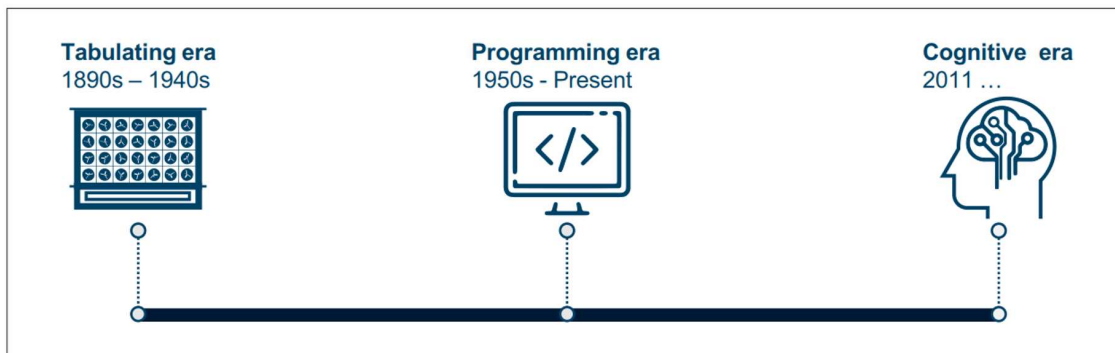 Tabulating era
1890s – 1940s
Programming era
1950s - Present
</>
Cognitive era
2011 ...